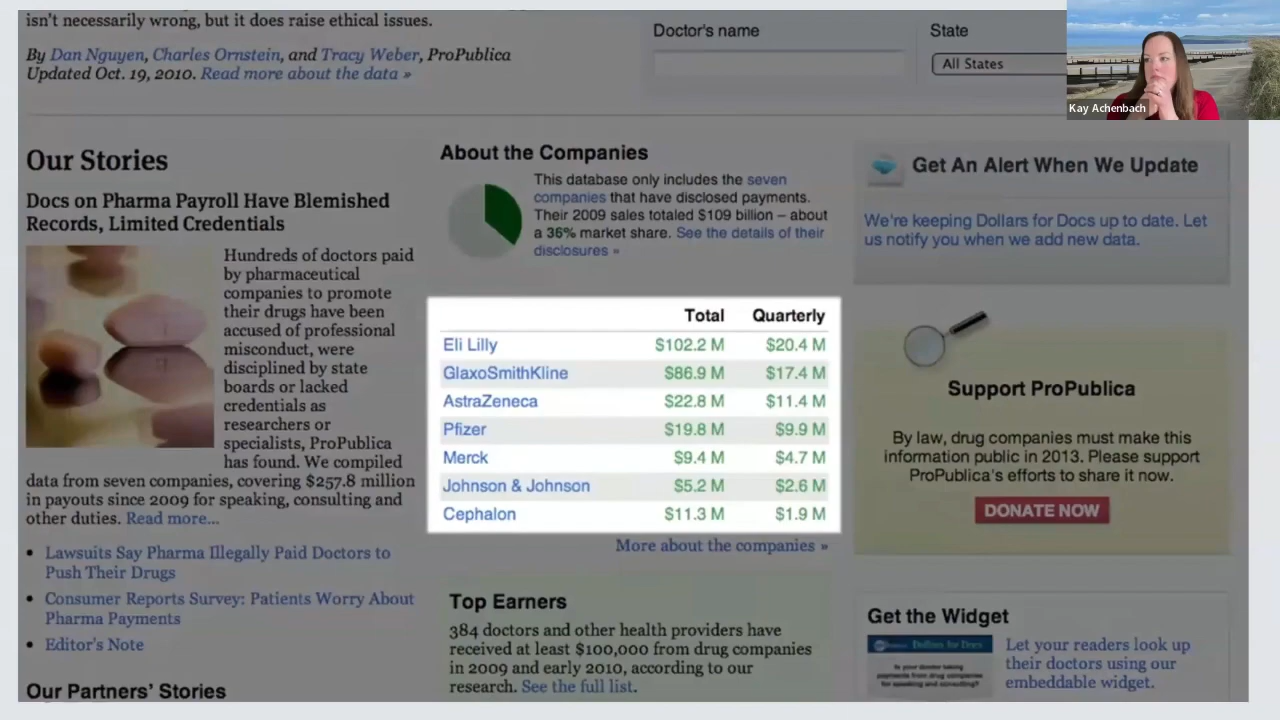 isn't necessarily wrong, but it does raise ethical issues.
By Dan Nguyen, Charles Ornstein, and Tracy Weber, ProPublica
Updated Oct. 19, 2010. Read more about the data »
Doctor's name
State
All States
Kay Achenbach
Our Stories
Docs on Pharma Payroll Have Blemished
Records, Limited Credentials
Hundreds of doctors paid
by pharmaceutical
companies to promote
their drugs have been
accused of professional
misconduct, were
disciplined by state
boards or lacked
credentials as
researchers or
specialists, ProPublica
has found. We compiled
data from seven companies, covering $257.8 million
in payouts since 2009 for speaking, consulting and
other duties. Read more...
• Lawsuits Say Pharma Illegally Paid Doctors to
Push Their Drugs
• Consumer Reports Survey: Patients Worry About
Pharma Payments
• Editor's Note
Our Partners' Stories
About the Companies
This database only includes the seven
companies that have disclosed payments.
Their 2009 sales totaled $109 billion – about
a 36% market share. See the details of their
disclosures »
Total Quarterly
Eli Lilly $102.2 M $20.4 M
GlaxoSmithKline $86.9 M $17.4 M
AstraZeneca $22.8 M $11.4 M
Pfizer $19.8 M $9.9 M
Merck $9.4 M $4.7 M
Johnson & Johnson $5.2 M $2.6 M
Cephalon $11.3 M $1.9 M
More about the companies »
Top Earners
384 doctors and other health providers have
received at least $100,000 from drug companies
in 2009 and early 2010, according to our
research. See the full list.
Get An Alert When We Update
We're keeping Dollars for Docs up to date. Let
us notify you when we add new data.
Support ProPublica
By law, drug companies must make this
information public in 2013. Please support
ProPublica's efforts to share it now.
DONATE NOW
Get the Widget
Dollars for Docs
Is your doctor taking
payments from drug companies
for speaking and consulting?
Let your readers look up
their doctors using our
embeddable widget.